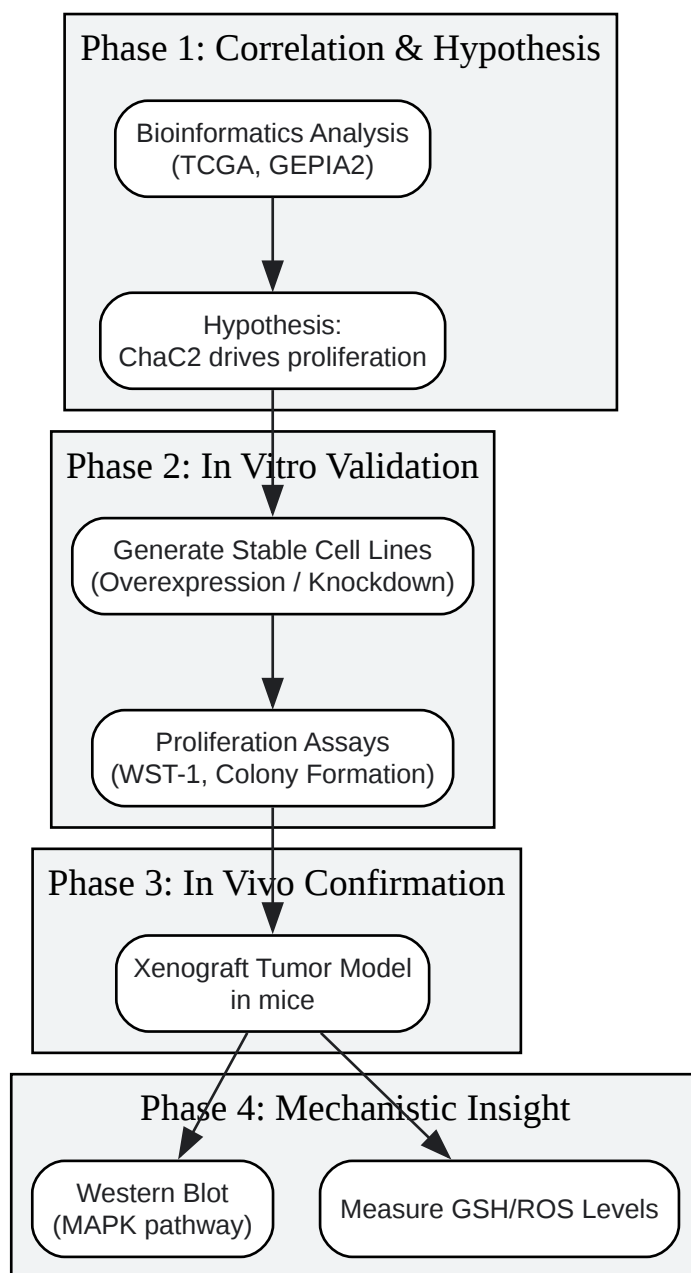 Phase 1: Correlation & Hypothesis
Bioinformatics Analysis
(TCGA, GEPIA2)
Hypothesis:
ChaC2 drives proliferation
Phase 2: In Vitro Validation
Generate Stable Cell Lines
(Overexpression / Knockdown)
Proliferation Assays
(WST-1, Colony Formation)
Phase 3: In Vivo Confirmation
Xenograft Tumor Model
in mice
Phase 4: Mechanistic Insight
Western Blot
(MAPK pathway)
Measure GSH/ROS Levels